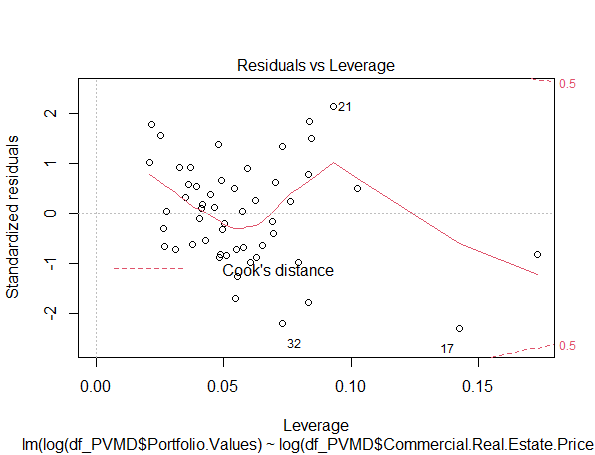 Residuals vs Leverage
0.5
21
2
1
0
-1
-2
Standardized residuals
Cook's distance
32
17
0.5
0.00
0.05
0.10
0.15
Leverage
lm(log(df_PVMD$Portfolio.Values) ~ log(df_PVMD$Commercial.Real.Estate.Price